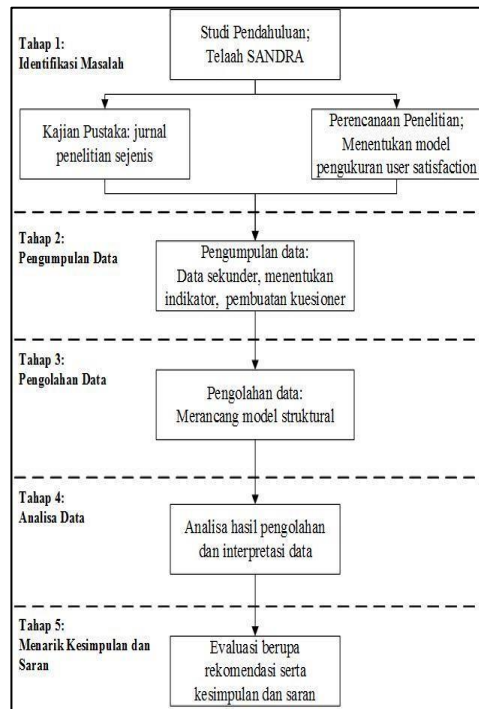 Tahap 1:
Identifikasi Masalah
Studi Pendahuluan;
Telaah SANDRA
Kajian Pustaka: jurnal
penelitian sejenis
Perencanaan Penelitian;
Menentukan model
pengukuran user satisfaction
Tahap 2:
Pengumpulan Data
Pengumpulan data:
Data sekunder, menentukan
indikator, pembuatan kuesioner
Tahap 3:
Pengolahan Data
Pengolahan data:
Merancang model struktural
Tahap 4:
Analisa Data
Analisa hasil pengolahan
dan interpretasi data
Tahap 5:
Menarik Kesimpulan dan
Saran
Evaluasi berupa
rekomendasi serta
kesimpulan dan saran